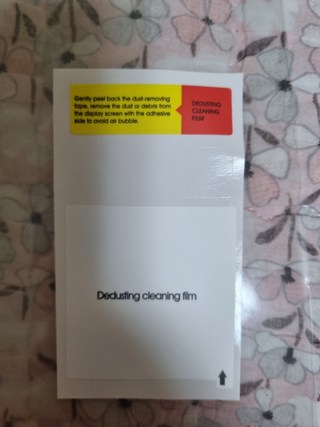 Gently peel back the dust removing
tape, remove the dust or debris from
the display screen with the adhesive
side to avoid air bubble.
DEDUSTING
CLEANING
FILM
Dedusting cleaning film